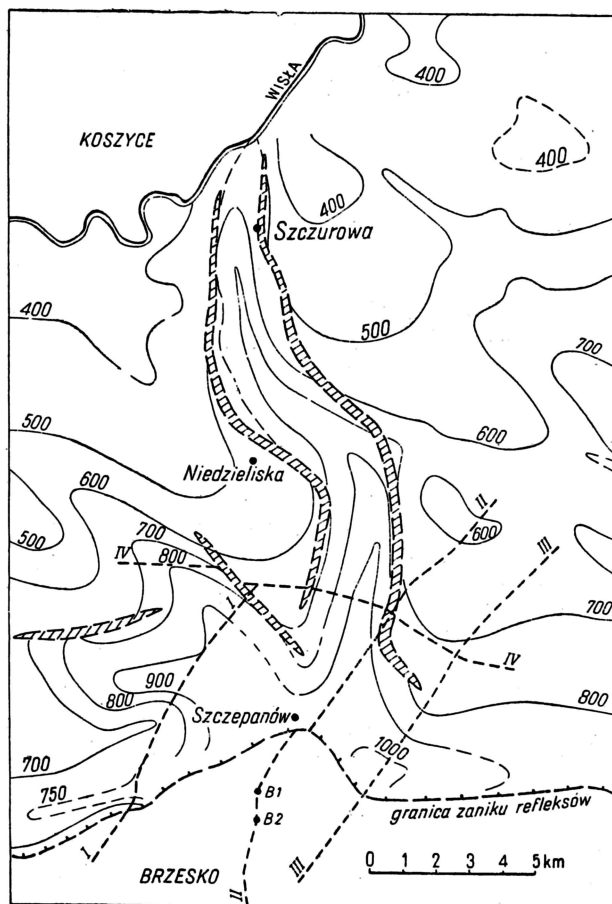 400
WISŁA
KOSZYCE
400
400
Szczurowa
400
500
700
500
600
Niedzieliska
600
II
600
500
700
III
IV
800
700
IV
900
800
800
Szczepanów
700
1000
750
B1
granica zaniku refleksów
B2
I
BRZESKO
III
0 1 2 3 4 5 km
II